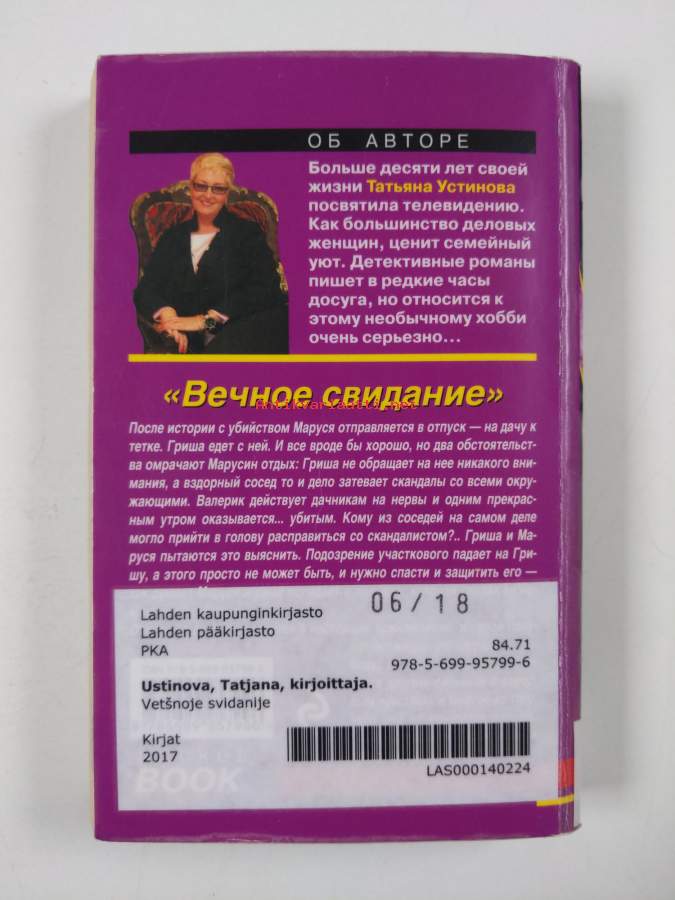 ОБ АВТОРЕ
Больше десяти лет своей
жизни Татьяна Устинова
посвятила телевидению.
Как большинство деловых
женщин, ценит семейный
уют. Детективные романы
пишет в редкие часы
досуга, но относится к
этому необычному хобби
очень серьезно...
«Вечное свидание»
Antikvariaatti.net
После истории с убийством Маруся отправляется в отпуск — на дачу к
тетке. Гриша едет с ней. И все вроде бы хорошо, но два обстоятельст-
ва омрачают Марусин отдых: Гриша не обращает на нее никакого вни-
мания, а вздорный сосед то и дело затевает скандалы со всеми окру-
жающими. Валерик действует дачникам на нервы и одним прекрас-
ным утром оказывается... убитым. Кому из соседей на самом деле
могло прийти в голову расправиться со скандалистом?.. Гриша и Ма-
руся пытаются это выяснить. Подозрение участкового падает на Гри-
шу, а этого просто не может быть, и нужно спасти и защитить его —
06/18
Lahden kaupunginkirjasto
Lahden pääkirjasto
PKA
84.71
978-5-699-95799-6
Ustinova, Tatjana, kirjoittaja.
Vetšnoje svidanije
Kirjat
2017
LAS000140224
BOOK